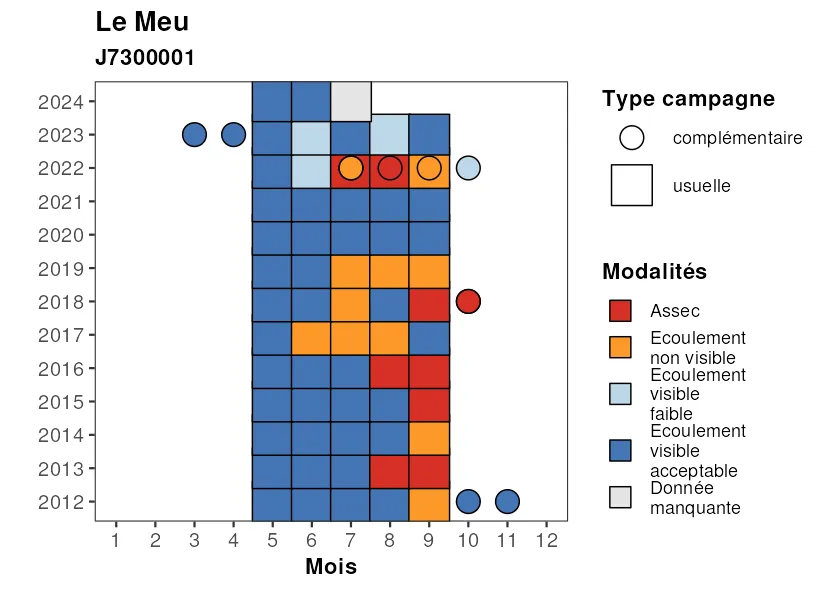 Le Meu
J7300001
2024
2023
2022
2021
2020
2019
2018
2017
2016
2015
2014
2013
2012
1 2 3 4 5 6 7 8 9 10 11 12
Mois
Type campagne
complémentaire
usuelle
Modalités
Assec
Ecoulement
non visible
Ecoulement
visible
faible
Ecoulement
visible
acceptable
Donnée
manquante